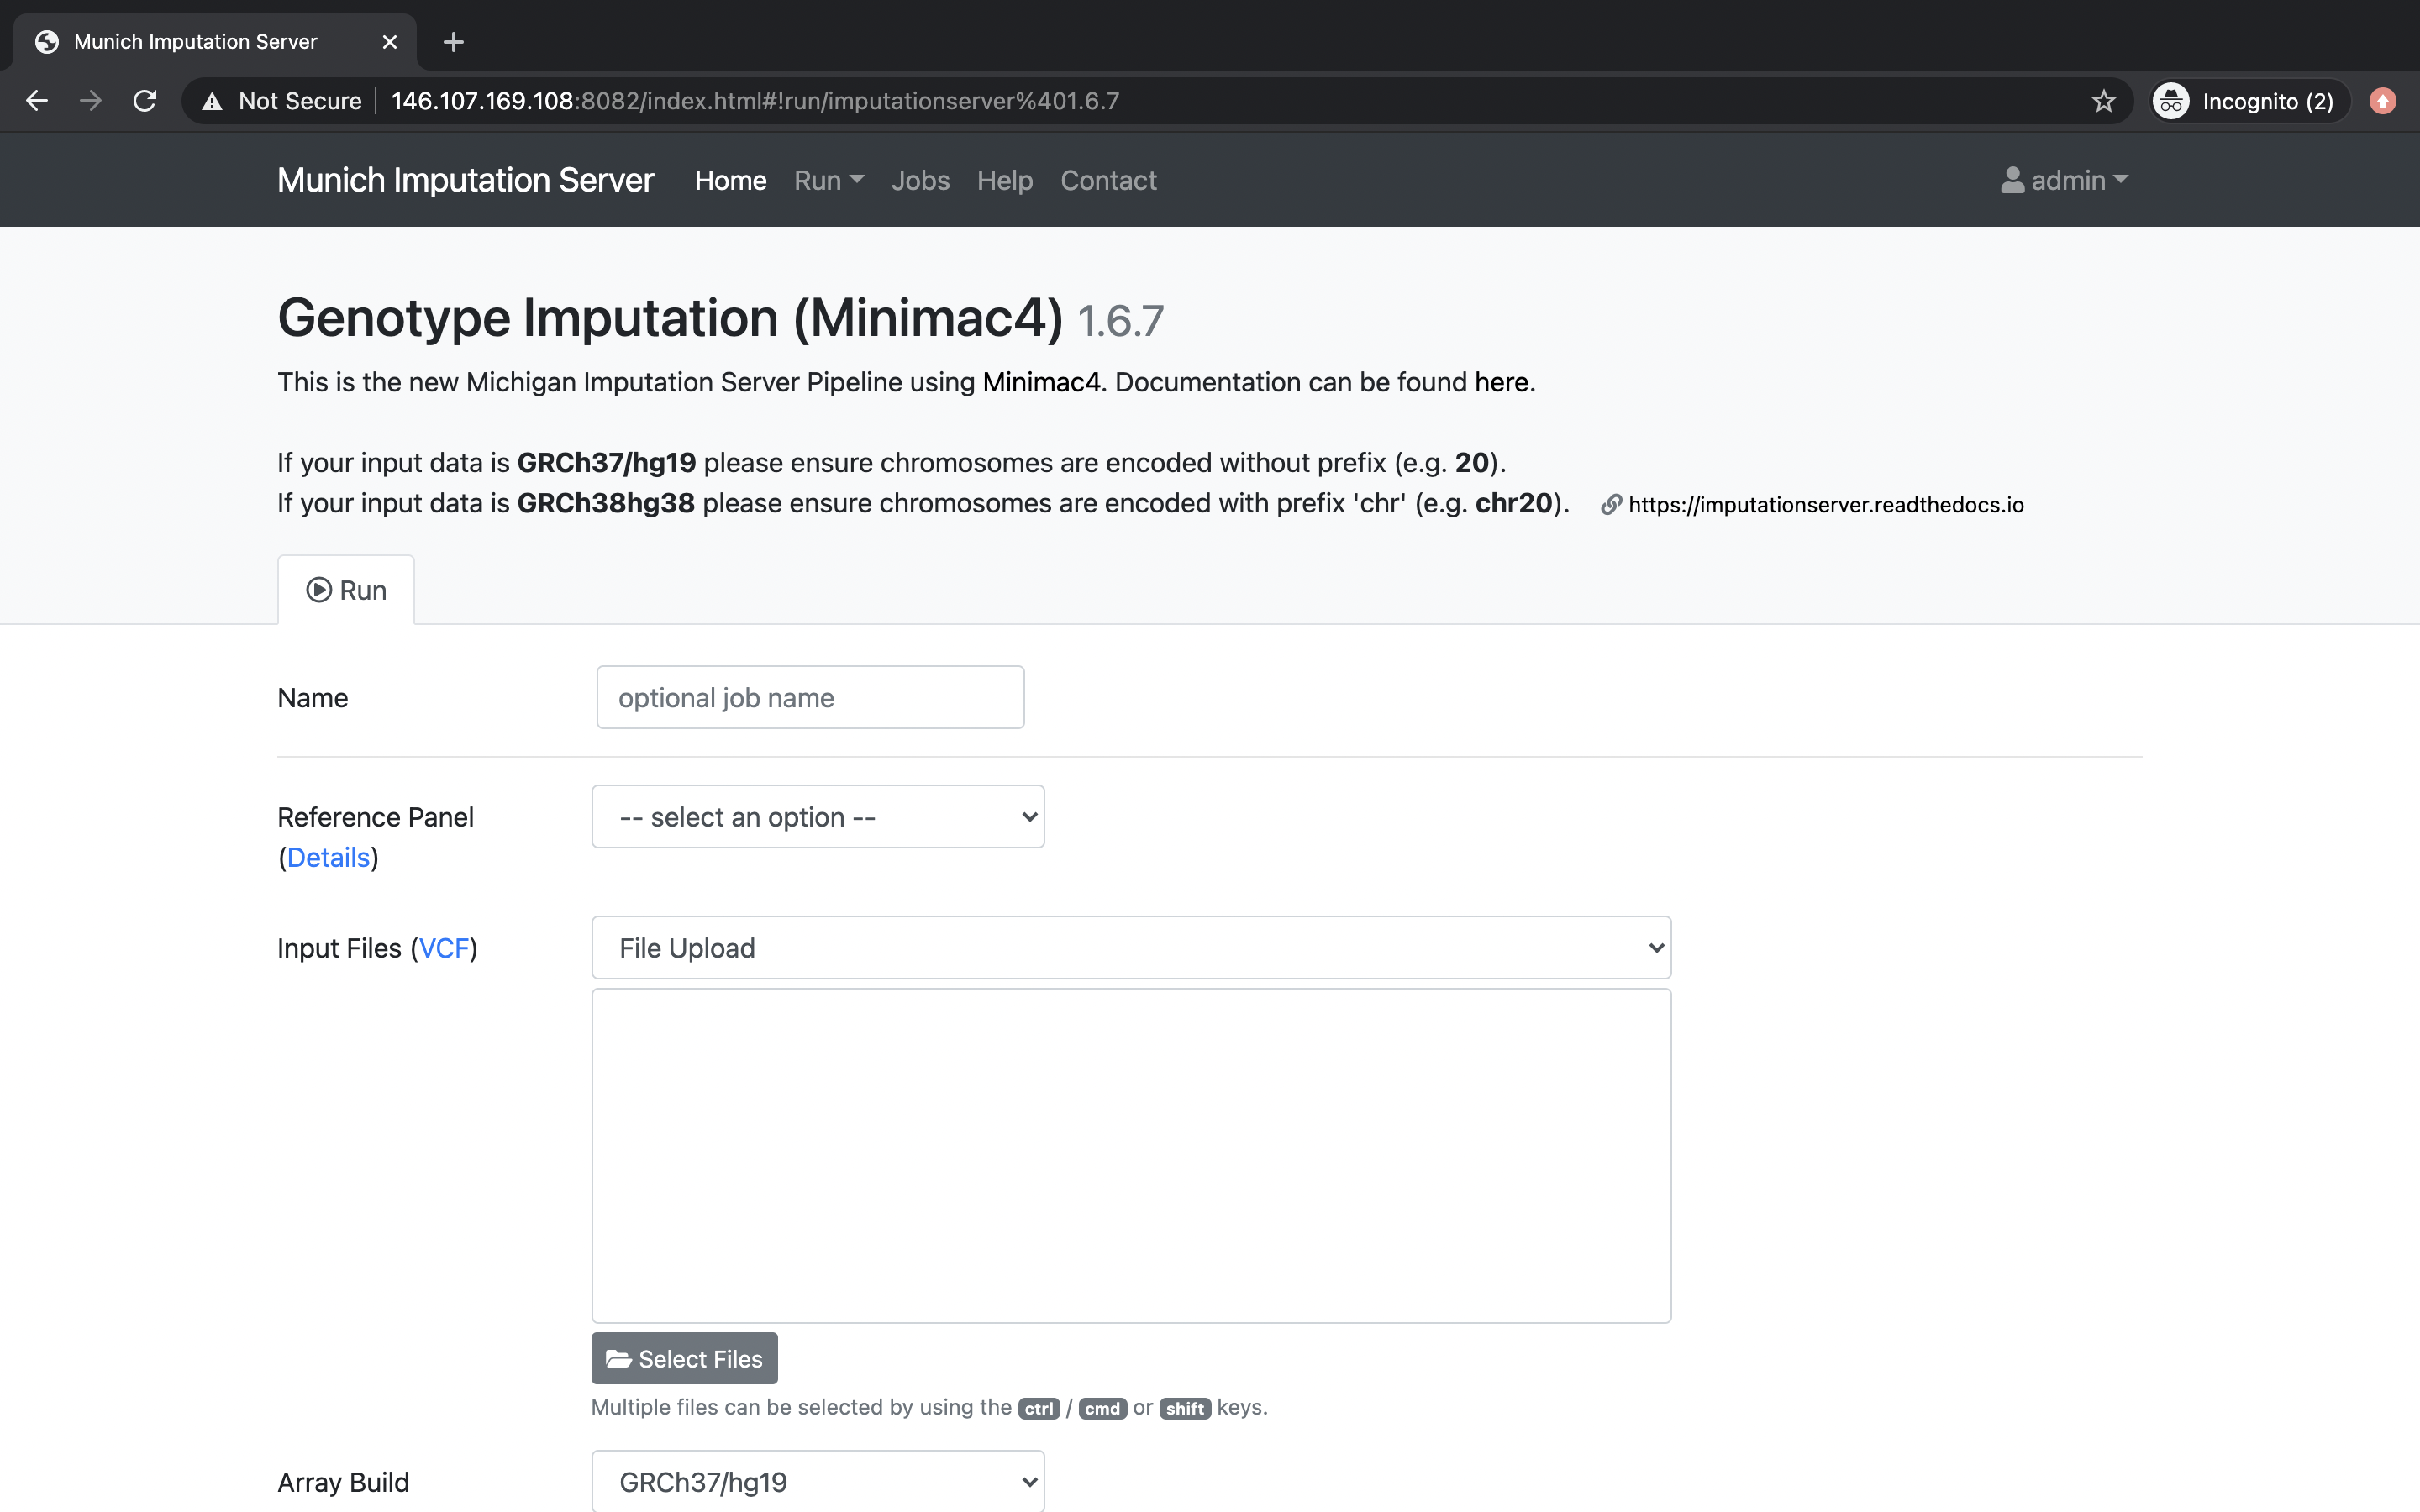 Munich Imputation Server
Not Secure 146.107.169.108:8082/index.html#!run/imputationserver%401.6.7
Incognito (2)
Munich Imputation Server Home Run Jobs Help Contact admin
Genotype Imputation (Minimac4) 1.6.7
This is the new Michigan Imputation Server Pipeline using Minimac4. Documentation can be found here.
If your input data is GRCh37/hg19 please ensure chromosomes are encoded without prefix (e.g. 20).
If your input data is GRCh38hg38 please ensure chromosomes are encoded with prefix 'chr' (e.g. chr20). https://imputationserver.readthedocs.io
Run
Name optional job name
Reference Panel -- select an option --
(Details)
Input Files (VCF) File Upload
Select Files
Multiple files can be selected by using the ctrl / cmd or shift keys.
Array Build GRCh37/hg19